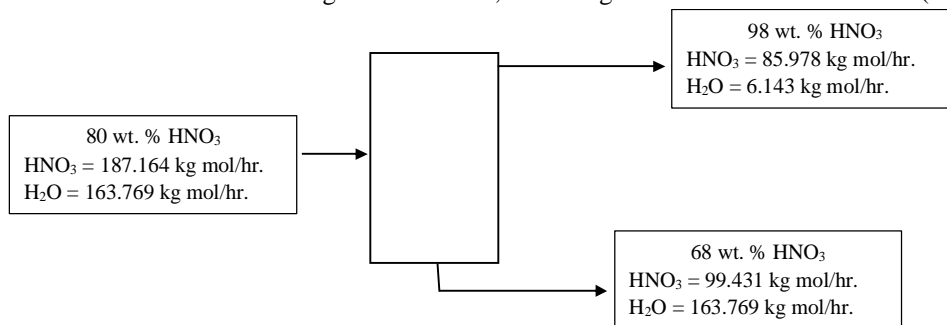 98 wt. % HNO₃
HNO₃ = 85.978 kg mol/hr.
H₂O = 6.143 kg mol/hr.
80 wt. % HNO₃
HNO₃ = 187.164 kg mol/hr.
H₂O = 163.769 kg mol/hr.
68 wt. % HNO₃
HNO₃ = 99.431 kg mol/hr.
H₂O = 163.769 kg mol/hr.